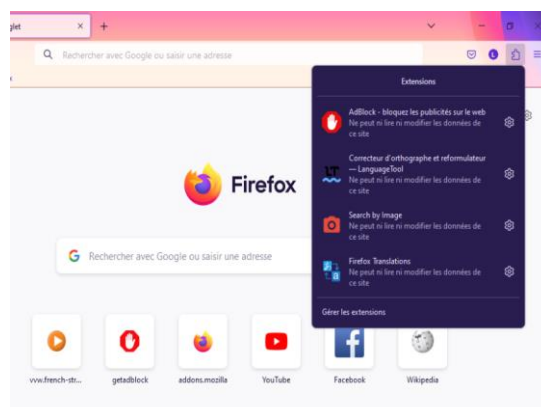 glet
Rechercher avec Google ou saisir une adresse
Extensions
AdBlock - bloquez les publicités sur le web
Ne peut ni lire ni modifier les données de
ce site
Correcteur d'orthographe et reformulateur
— LanguageTool
Ne peut ni lire ni modifier les données de
ce site
Search by Image
Ne peut ni lire ni modifier les données de
ce site
Firefox Translations
Ne peut ni lire ni modifier les données de
ce site
Gérer les extensions
Firefox
Rechercher avec Google ou saisir une adresse
vvw.french-str...
getadblock
addons.mozilla
YouTube
Facebook
Wikipedia